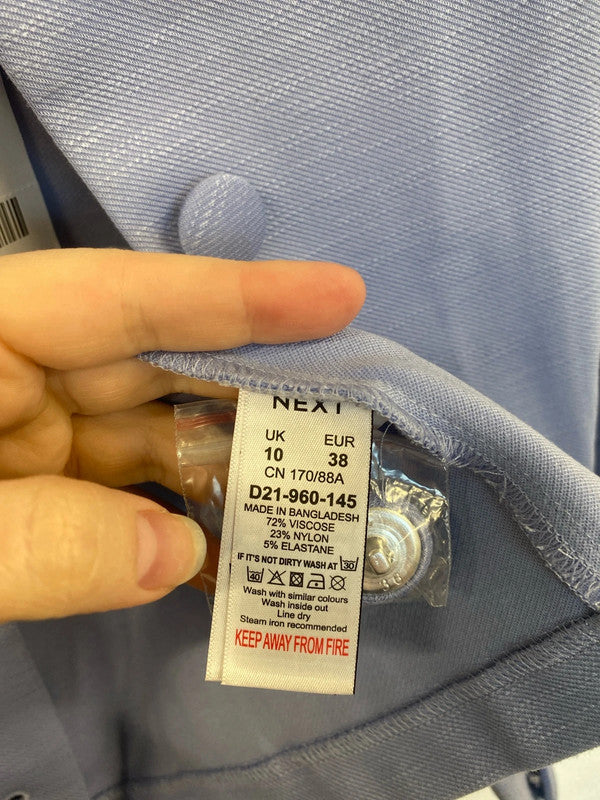 NEXT
UK EUR
10 38
CN 170/88A
D21-960-145
MADE IN BANGLADESH
72% VISCOSE
23% NYLON
5% ELASTANE
IF IT'S NOT DIRTY WASH AT 30
40
Wash with similar colours
Wash inside out
Line dry
Steam iron recommended
KEEP AWAY FROM FIRE